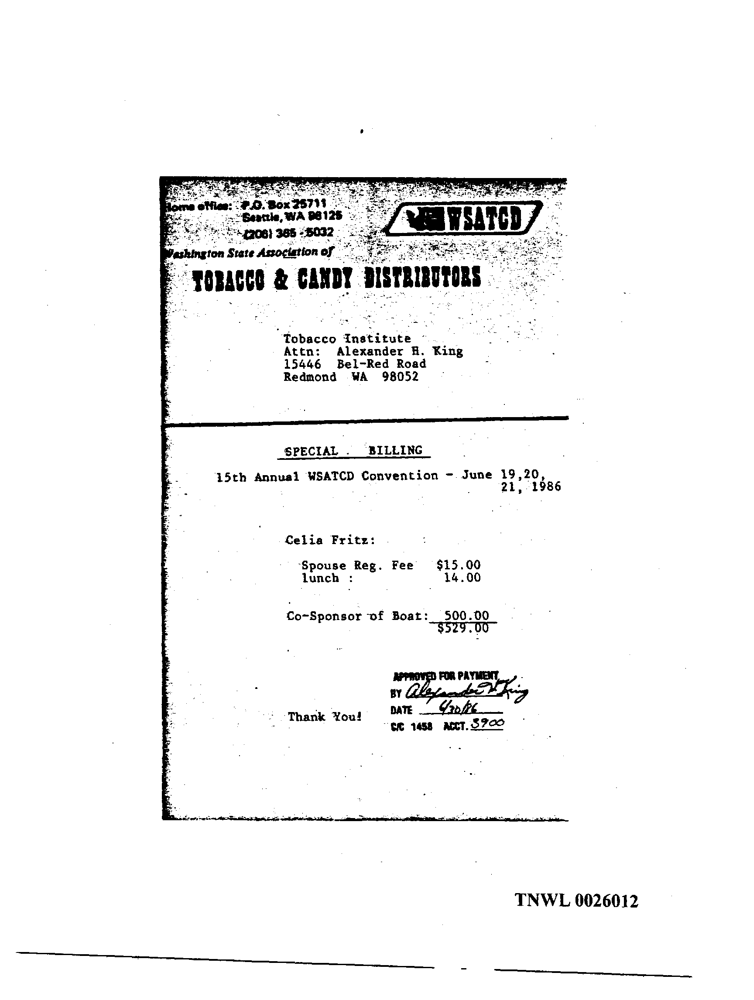 ome office: P.O. Box 25711
Seattle, WA 98125
(206) 365-5032
WSATCD
Washington State Association of
TOBACCO & CANDY DISTRIBUTORS
Tobacco Institute
Attn: Alexander H. King
15446 Bel-Red Road
Redmond WA 98052
SPECIAL BILLING
15th Annual WSATCD Convention - June 19,20,
21, 1986
Celia Fritz:
Spouse Reg. Fee $15.00
lunch : 14.00
Co-Sponsor of Boat: 500.00
$529.00
APPROVED FOR PAYMENT
BY Alexander H King
DATE 6/30/86
Thank You!
C/C 1458 ACCT. 5900
TNWL 0026012